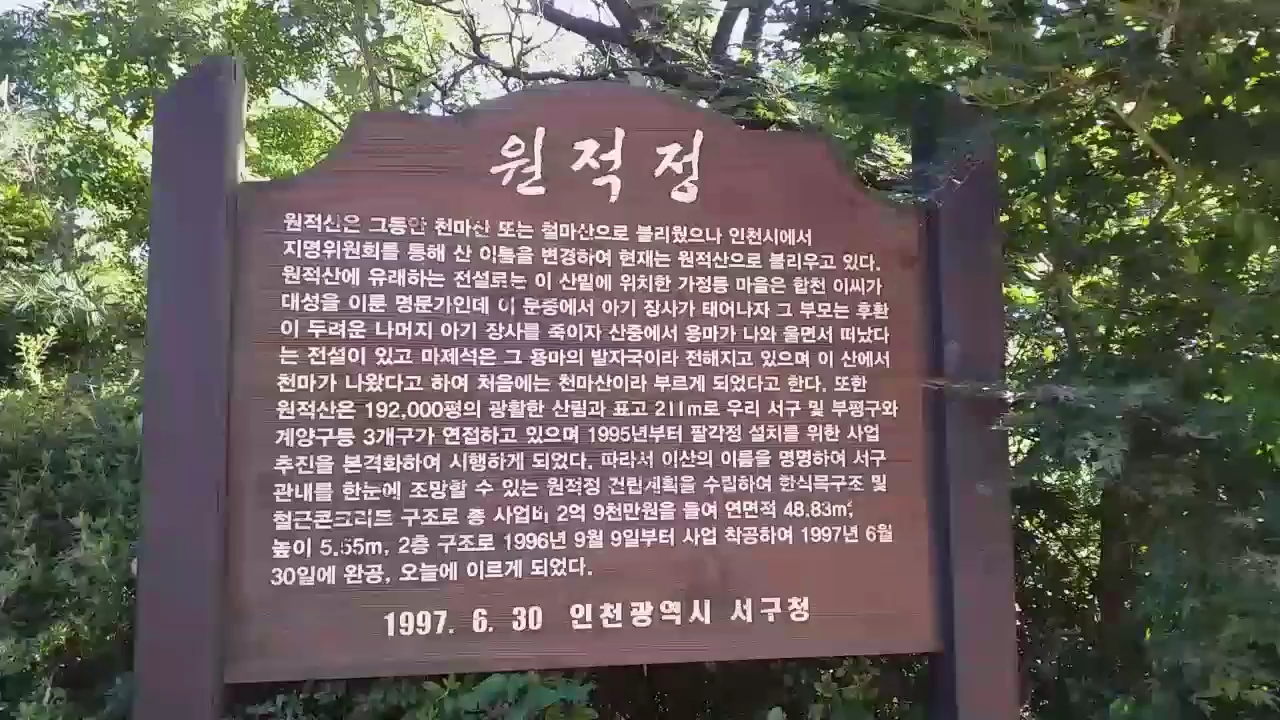 원적정
원적산은 그동안 천마산 또는 철마산으로 불리웠으나 인천시에서
지명위원회를 통해 산 이름을 변경하여 현재는 원적산으로 불리우고 있다.
원적산에 유래하는 전설로는 이 산밑에 위치한 가정동 마을은 합천 이씨가
대성을 이룬 명문가인데 이 문중에서 아기 장사가 태어나자 그 부모는 후환
이 두려운 나머지 아기 장사를 죽이자 산중에서 용마가 나와 울면서 떠났다
는 전설이 있고 마제석은 그 용마의 발자국이라 전해지고 있으며 이 산에서
천마가 나왔다고 하여 처음에는 천마산이라 부르게 되었다고 한다. 또한
원적산은 192,000평의 광활한 산림과 표고 211m로 우리 서구 및 부평구와
계양구등 3개구가 연접하고 있으며 1995년부터 팔각정 설치를 위한 사업
추진을 본격화하여 시행하게 되었다. 따라서 이산의 이름을 명명하여 서구
관내를 한눈에 조망할 수 있는 원적정 건립계획을 수립하여 한식목구조 및
철근콘크리트 구조로 총 사업비 2억 9천만원을 들여 연면적 48.83㎡,
높이 5.55m, 2층 구조로 1996년 9월 9일부터 사업 착공하여 1997년 6월
30일에 완공, 오늘에 이르게 되었다.
1997. 6. 30 인천광역시 서구청